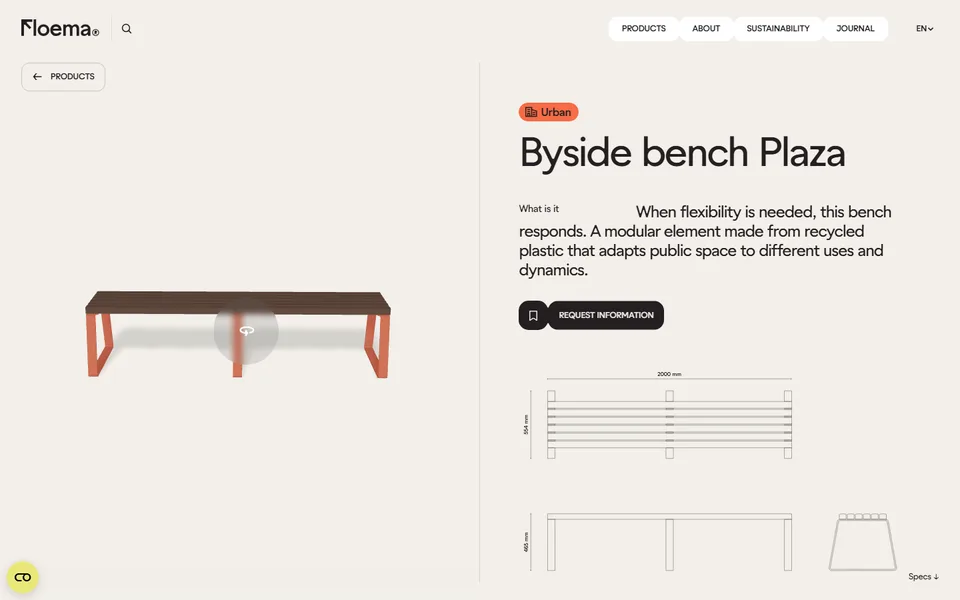 Floema®
PRODUCTS
ABOUT
SUSTAINABILITY
JOURNAL
EN
PRODUCTS
Urban
Byside bench Plaza
What is it
When flexibility is needed, this bench
responds. A modular element made from recycled
plastic that adapts public space to different uses and
dynamics.
REQUEST INFORMATION
2000 mm
554 mm
465 mm
Specs ↓